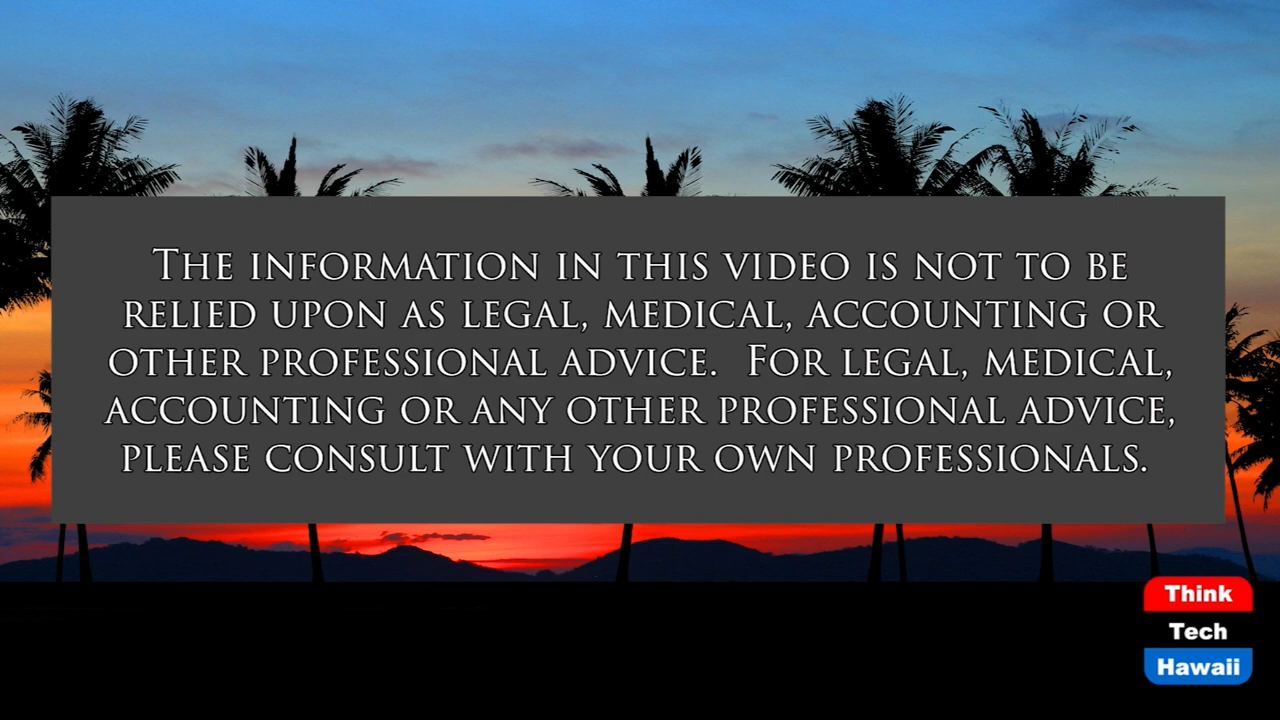 THE INFORMATION IN THIS VIDEO IS NOT TO BE
RELIED UPON AS LEGAL, MEDICAL, ACCOUNTING OR
OTHER PROFESSIONAL ADVICE.  FOR LEGAL, MEDICAL,
ACCOUNTING OR ANY OTHER PROFESSIONAL ADVICE,
PLEASE CONSULT WITH YOUR OWN PROFESSIONALS.
Think
Tech
Hawaii